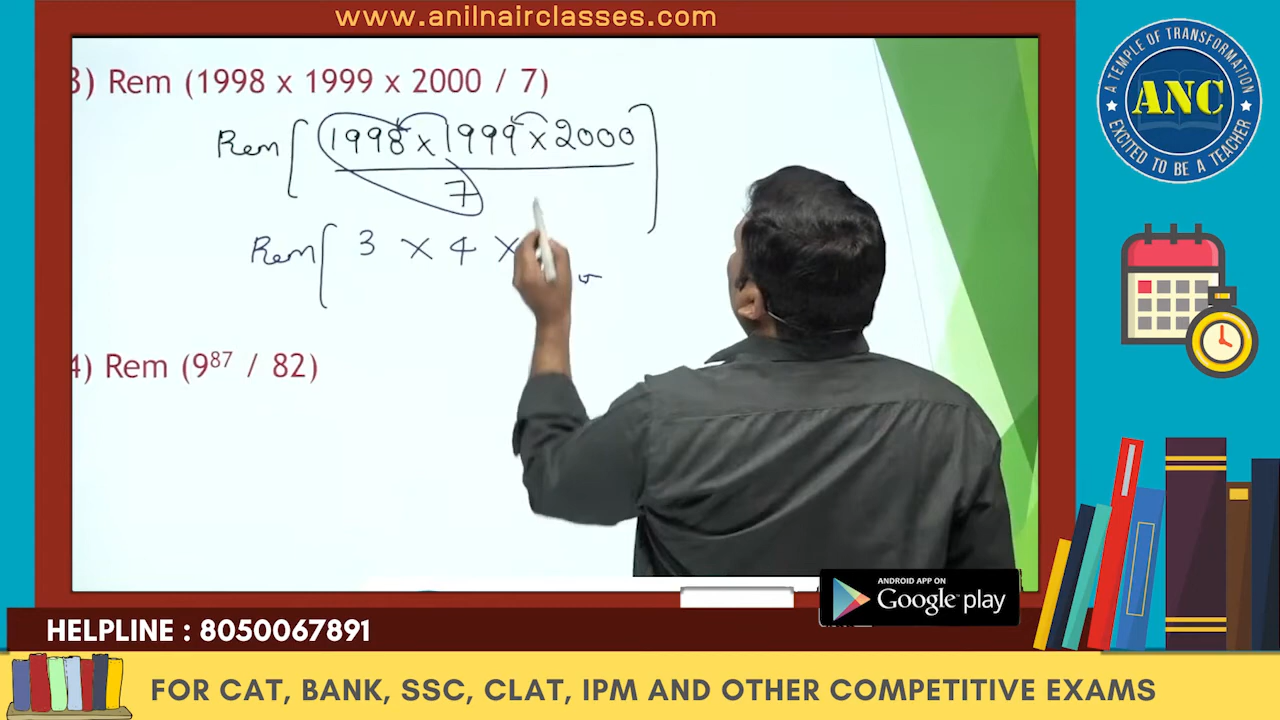 www.anilnairclasses.com
3) Rem (1998 x 1999 x 2000 / 7)
Rem [ 1998 x 1999 x 2000 ]
7
Rem [ 3 x 4 x
4) Rem (9⁸⁷ / 82)
A TEMPLE OF TRANSFORMATION
ANC
EXCITED TO BE A TEACHER
ANDROID APP ON
Google play
HELPLINE : 8050067891
FOR CAT, BANK, SSC, CLAT, IPM AND OTHER COMPETITIVE EXAMS